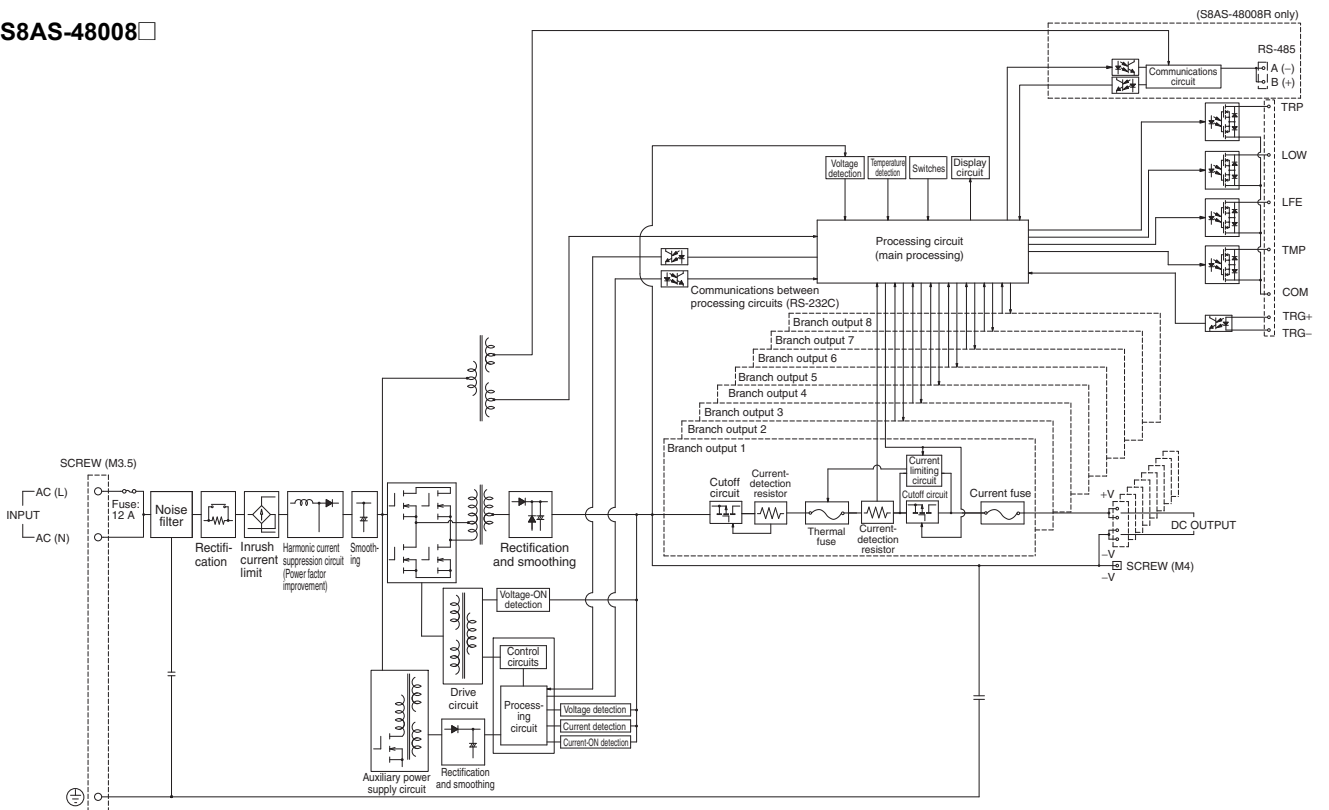 S8AS-48008□
(S8AS-48008R only)
RS-485
Communications
circuit
A (−)
B (+)
TRP
LOW
LFE
TMP
COM
TRG+
TRG−
Voltage
detection
Temperature
detection
Switches
Display
circuit
Processing circuit
(main processing)
Communications between
processing circuits (RS-232C)
Branch output 8
Branch output 7
Branch output 6
Branch output 5
Branch output 4
Branch output 3
Branch output 2
Branch output 1
Cutoff
circuit
Current-
detection
resistor
Thermal
fuse
Current-
detection
resistor
Current
limiting
circuit
Cutoff circuit
Current fuse
+V
−V
DC OUTPUT
−V
SCREW (M4)
SCREW (M3.5)
INPUT
AC (L)
AC (N)
Fuse:
12 A
Noise
filter
Rectifi-
cation
Inrush
current
limit
Harmonic current
suppression circuit
(Power factor
improvement)
Smooth-
ing
Rectification
and smoothing
Voltage-ON
detection
Drive
circuit
Control
circuits
Process-
ing
circuit
Voltage detection
Current detection
Current-ON detection
Auxiliary power
supply circuit
Rectification
and smoothing